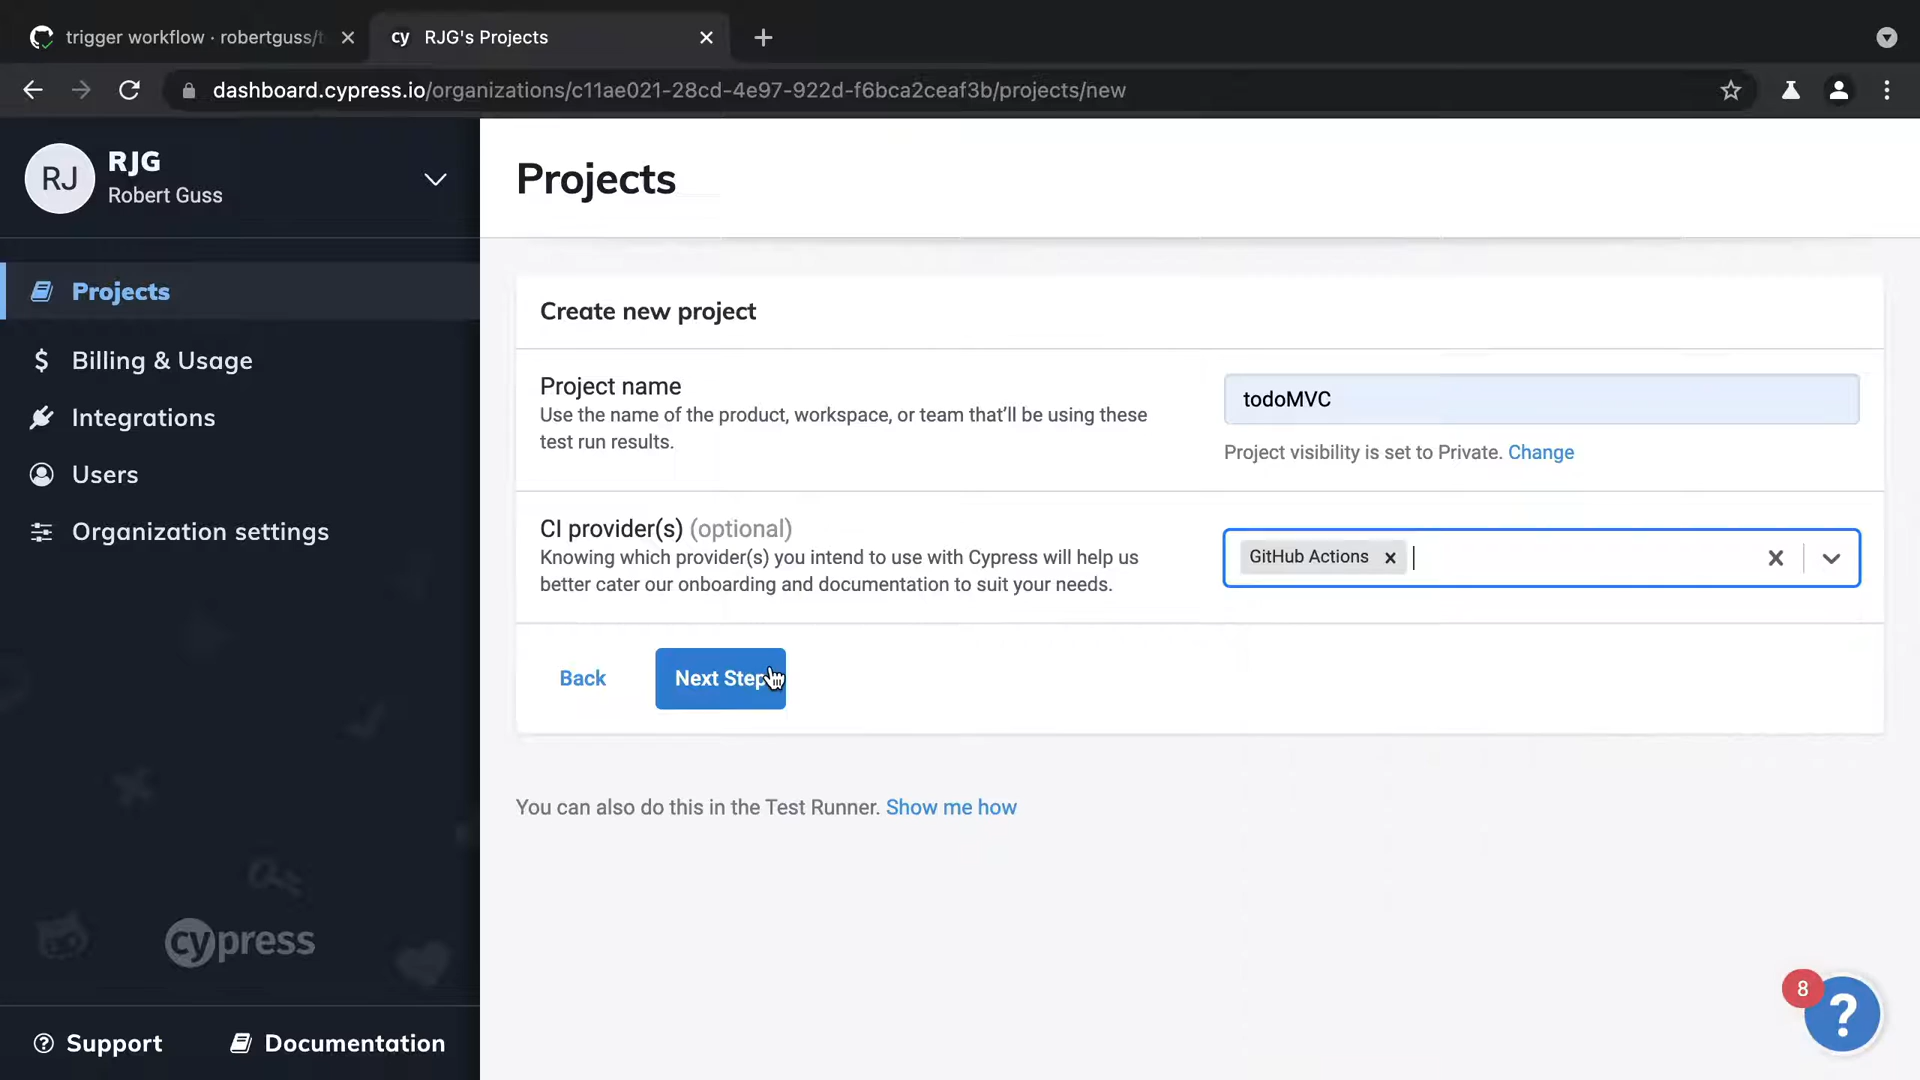 trigger workflow · robertguss/t
RJG's Projects
dashboard.cypress.io/organizations/c11ae021-28cd-4e97-922d-f6bca2ceaf3b/projects/new
RJ
RJG
Robert Guss
Projects
Billing & Usage
Integrations
Users
Organization settings
cypress
Support
Documentation
Projects
Create new project
Project name
Use the name of the product, workspace, or team that'll be using these
test run results.
todoMVC
Project visibility is set to Private. Change
CI provider(s) (optional)
Knowing which provider(s) you intend to use with Cypress will help us
better cater our onboarding and documentation to suit your needs.
GitHub Actions
Back
Next Step
You can also do this in the Test Runner. Show me how
8
?